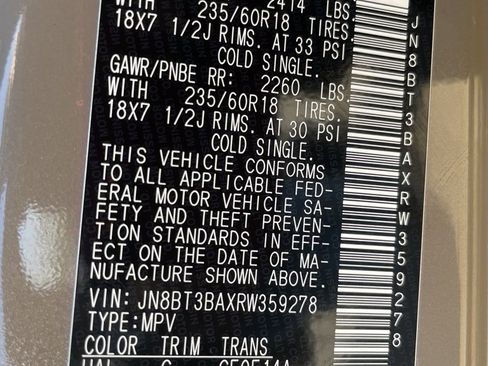 WITH 2414 LBS.
235/60R18 TIRES.
18X7 1/2J RIMS. AT 33 PSI
COLD SINGLE.
GAWR/PNBE RR: 2260 LBS.
WITH 235/60R18 TIRES.
18X7 1/2J RIMS. AT 30 PSI
COLD SINGLE.
THIS VEHICLE CONFORMS
TO ALL APPLICABLE FED-
ERAL MOTOR VEHICLE SA-
FETY AND THEFT PREVEN-
TION STANDARDS IN EFF-
ECT ON THE DATE OF MA-
NUFACTURE SHOWN ABOVE.
VIN: JN8BT3BAXRW359278
TYPE:MPV
COLOR TRIM TRANS
JN8BT3BAXRW359278